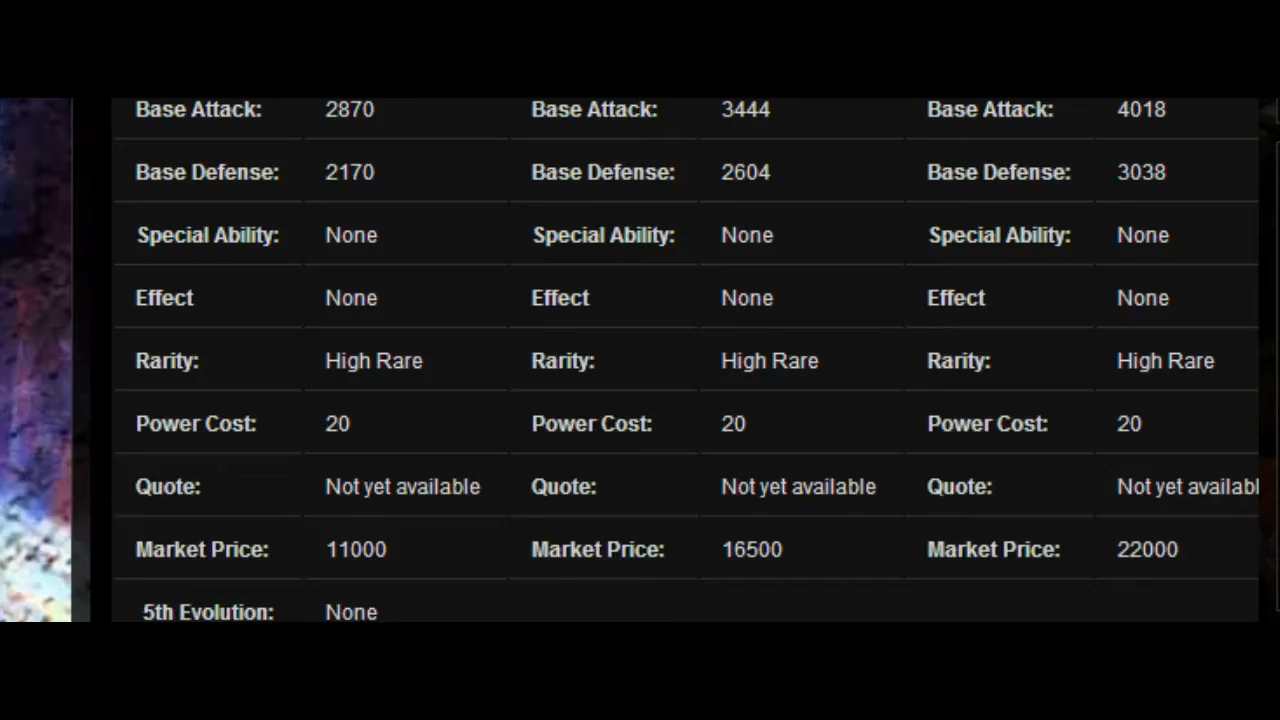 Base Attack: 2870 Base Attack: 3444 Base Attack: 4018
Base Defense: 2170 Base Defense: 2604 Base Defense: 3038
Special Ability: None Special Ability: None Special Ability: None
Effect None Effect None Effect None
Rarity: High Rare Rarity: High Rare Rarity: High Rare
Power Cost: 20 Power Cost: 20 Power Cost: 20
Quote: Not yet available Quote: Not yet available Quote: Not yet availabl
Market Price: 11000 Market Price: 16500 Market Price: 22000
5th Evolution: None